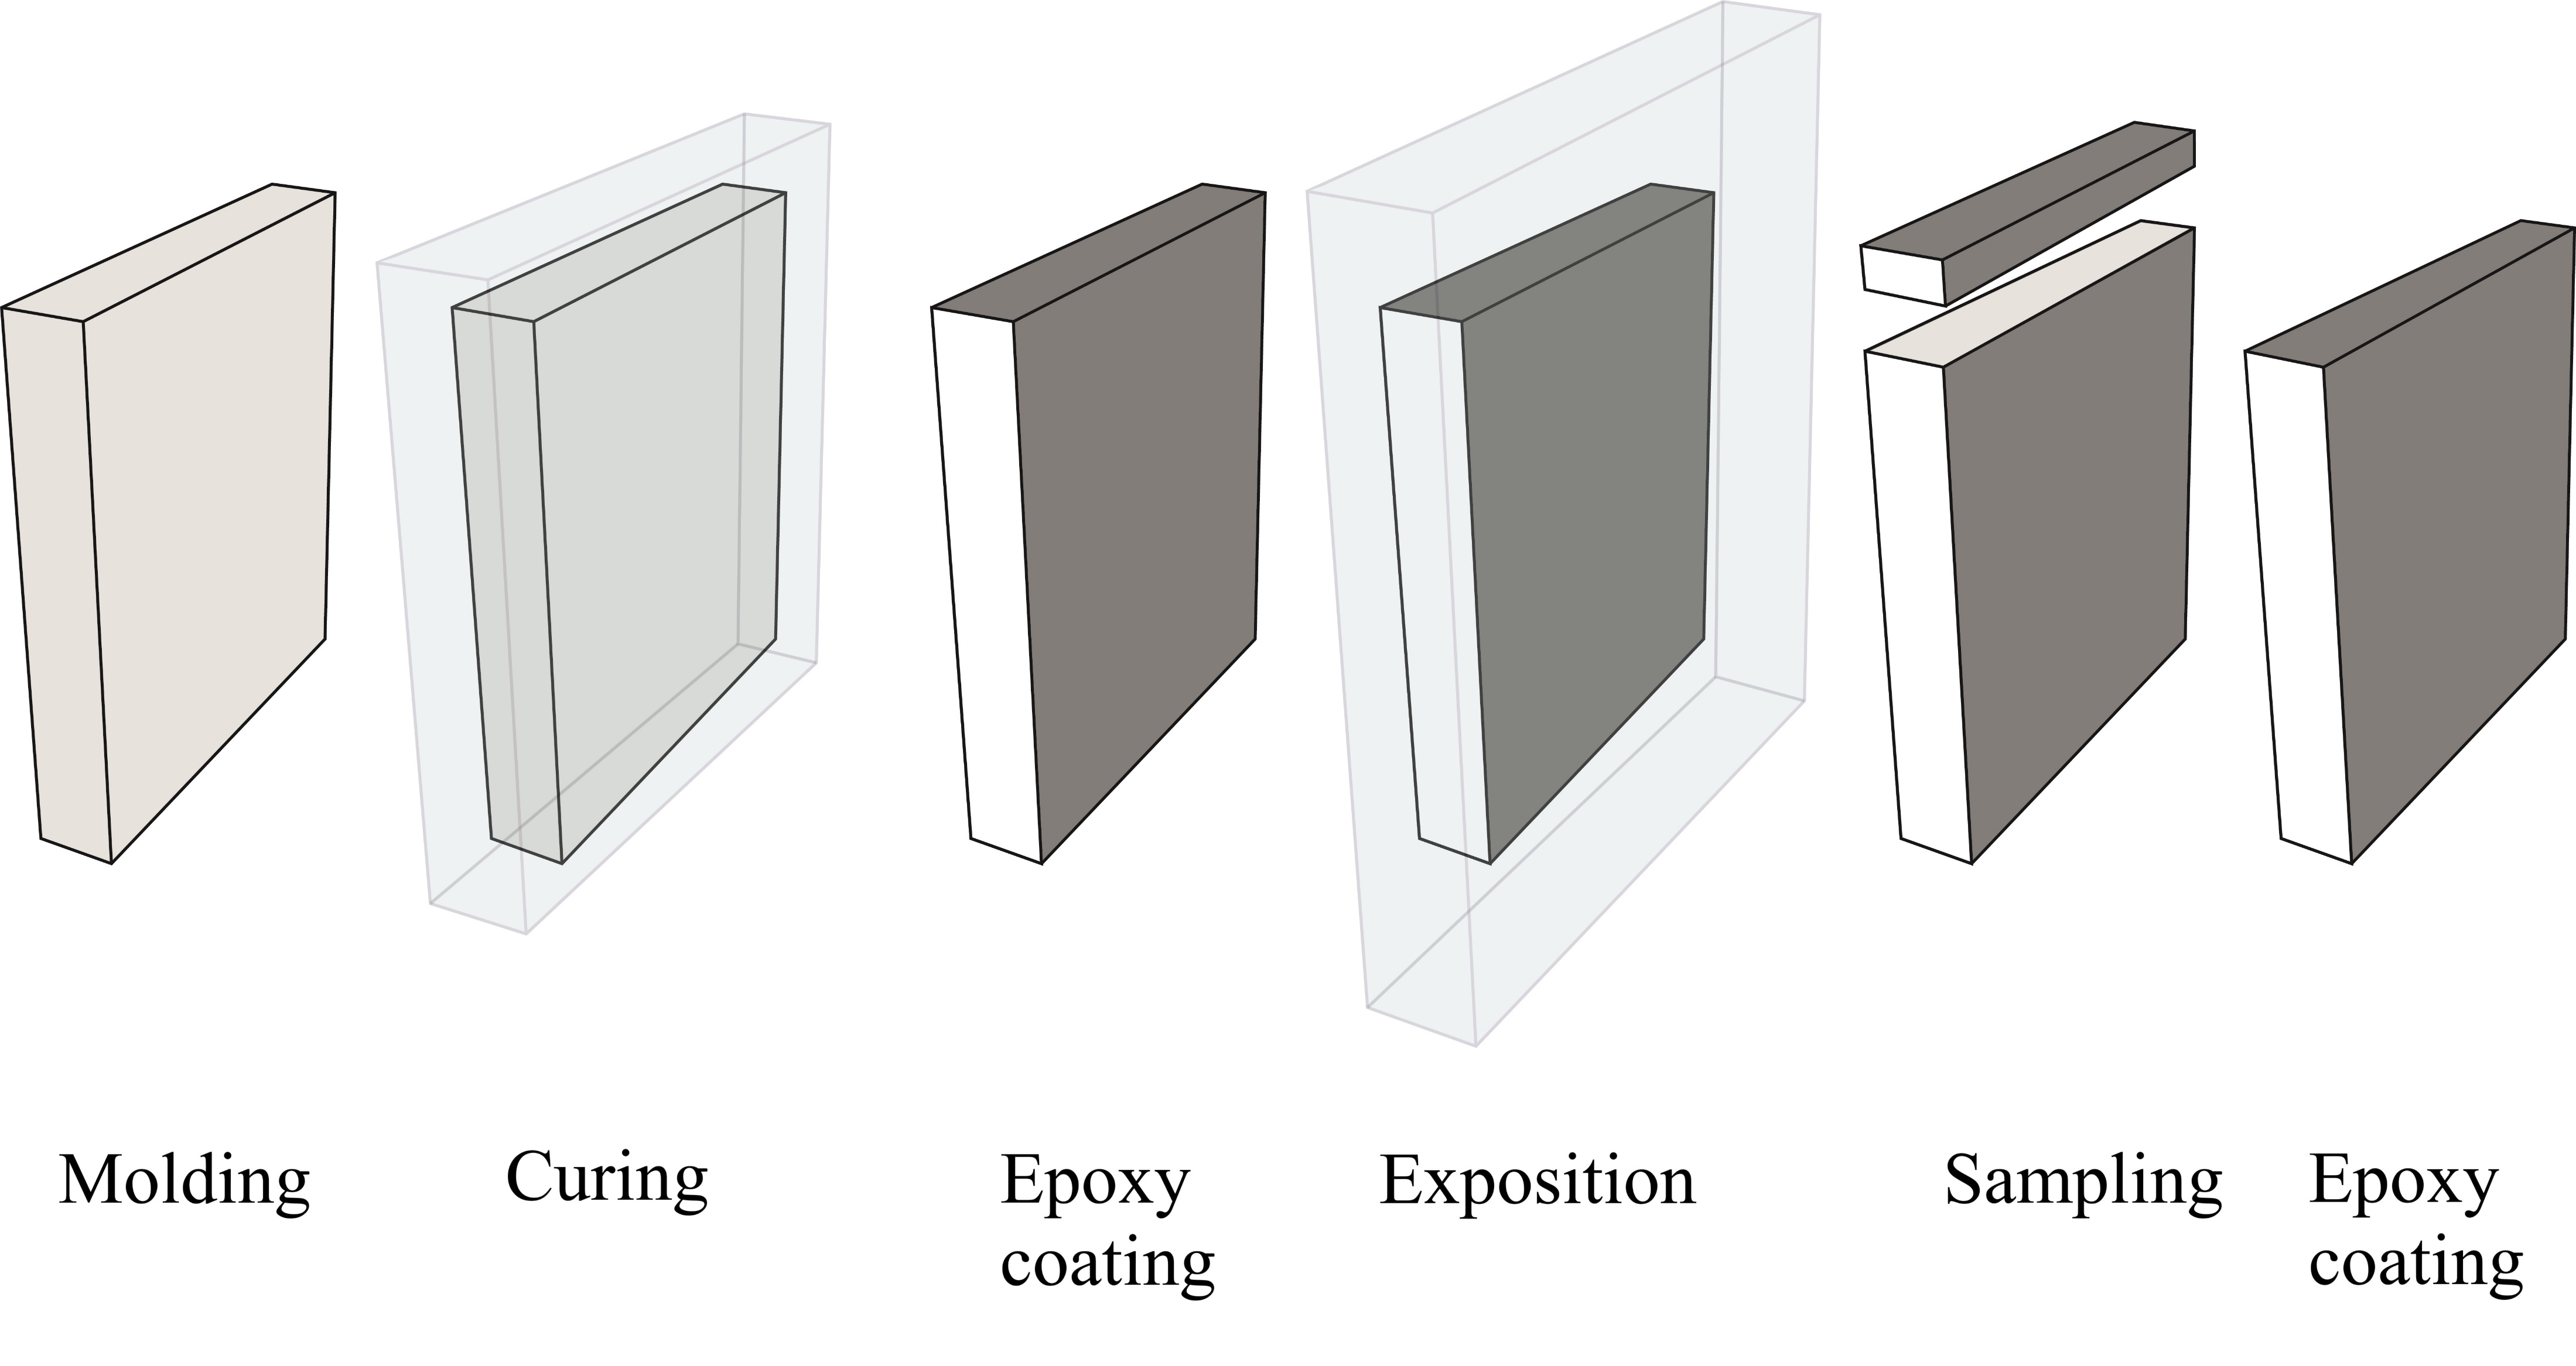 Molding
Curing
Epoxy
coating
Exposition
Sampling
Epoxy
coating